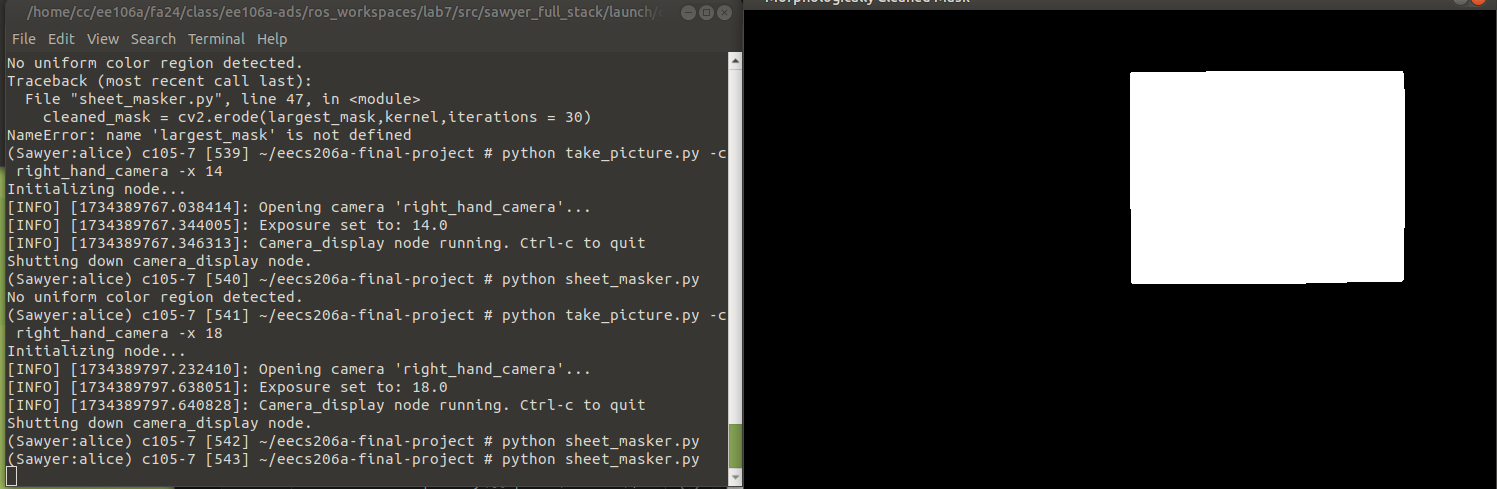 /home/cc/ee106a/fa24/class/ee106a-ads/ros_workspaces/lab7/src/sawyer_full_stack/launch/
File Edit View Search Terminal Help
No uniform color region detected.
Traceback (most recent call last):
  File "sheet_masker.py", line 47, in <module>
    cleaned_mask = cv2.erode(largest_mask,kernel,iterations = 30)
NameError: name 'largest_mask' is not defined
(Sawyer:alice) c105-7 [539] ~/eecs206a-final-project # python take_picture.py -c
 right_hand_camera -x 14
Initializing node...
[INFO] [1734389767.038414]: Opening camera 'right_hand_camera'...
[INFO] [1734389767.344005]: Exposure set to: 14.0
[INFO] [1734389767.346313]: Camera_display node running. Ctrl-c to quit
Shutting down camera_display node.
(Sawyer:alice) c105-7 [540] ~/eecs206a-final-project # python sheet_masker.py
No uniform color region detected.
(Sawyer:alice) c105-7 [541] ~/eecs206a-final-project # python take_picture.py -c
 right_hand_camera -x 18
Initializing node...
[INFO] [1734389797.232410]: Opening camera 'right_hand_camera'...
[INFO] [1734389797.638051]: Exposure set to: 18.0
[INFO] [1734389797.640828]: Camera_display node running. Ctrl-c to quit
Shutting down camera_display node.
(Sawyer:alice) c105-7 [542] ~/eecs206a-final-project # python sheet_masker.py
(Sawyer:alice) c105-7 [543] ~/eecs206a-final-project # python sheet_masker.py
Morphologically Cleaned Mask